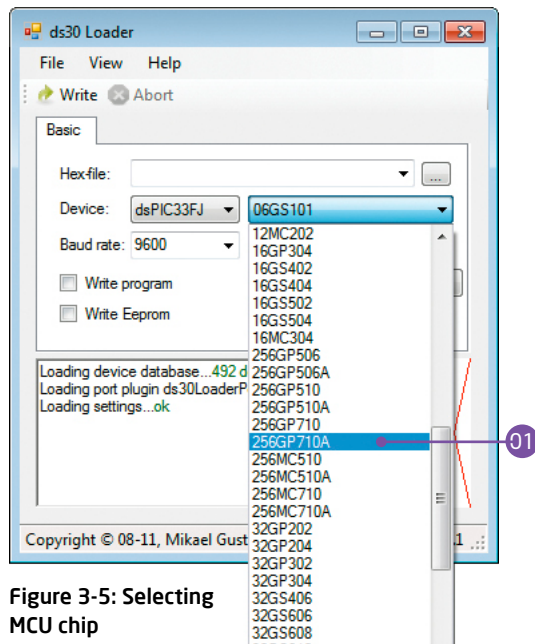 ds30 Loader
File View Help
Write Abort
Basic
Hex-file:
...
Device: dsPIC33FJ 06GS101
Baud rate: 9600
Write program
Write Eeprom
12MC202
16GP304
16GS402
16GS404
16GS502
16GS504
16MC304
256GP506
256GP506A
256GP510
256GP510A
256GP710
256GP710A
01
256MC510
256MC510A
256MC710
256MC710A
32GP202
32GP204
32GP302
32GP304
32GS406
32GS606
32GS608
Loading device database...492 d
Loading port plugin ds30LoaderP
Loading settings...ok
Copyright © 08-11, Mikael Gust
Figure 3-5: Selecting
MCU chip